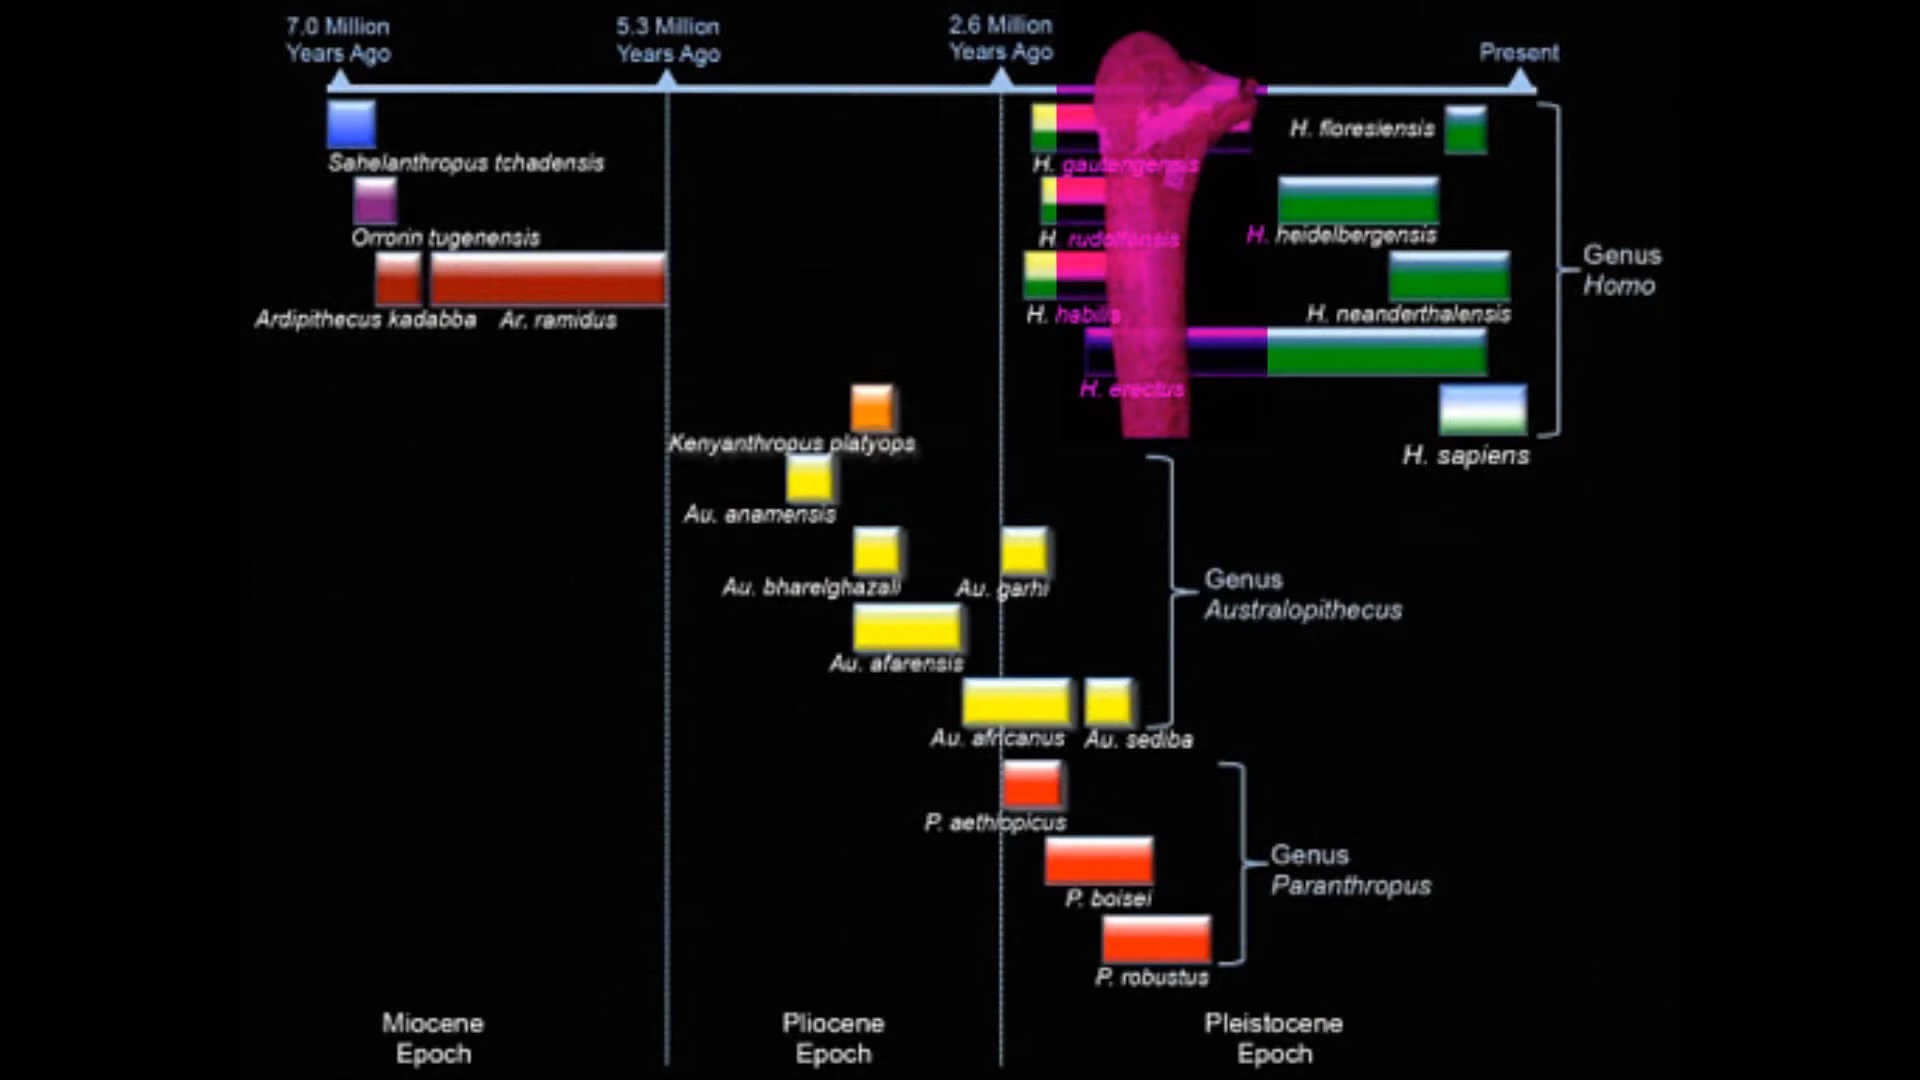 7.0 Million
Years Ago
5.3 Million
Years Ago
2.6 Million
Years Ago
Present
Sahelanthropus tchadensis
Orrorin tugenensis
Ardipithecus kadabba
Ar. ramidus
H. gautengensis
H. rudolfensis
H. habilis
H. erectus
H. floresiensis
H. heidelbergensis
H. neanderthalensis
H. sapiens
Genus
Homo
Kenyanthropus platyops
Au. anamensis
Au. bharelghazali
Au. garhi
Au. afarensis
Au. africanus
Au. sediba
Genus
Australopithecus
P. aethiopicus
P. boisei
P. robustus
Genus
Paranthropus
Miocene
Epoch
Pliocene
Epoch
Pleistocene
Epoch